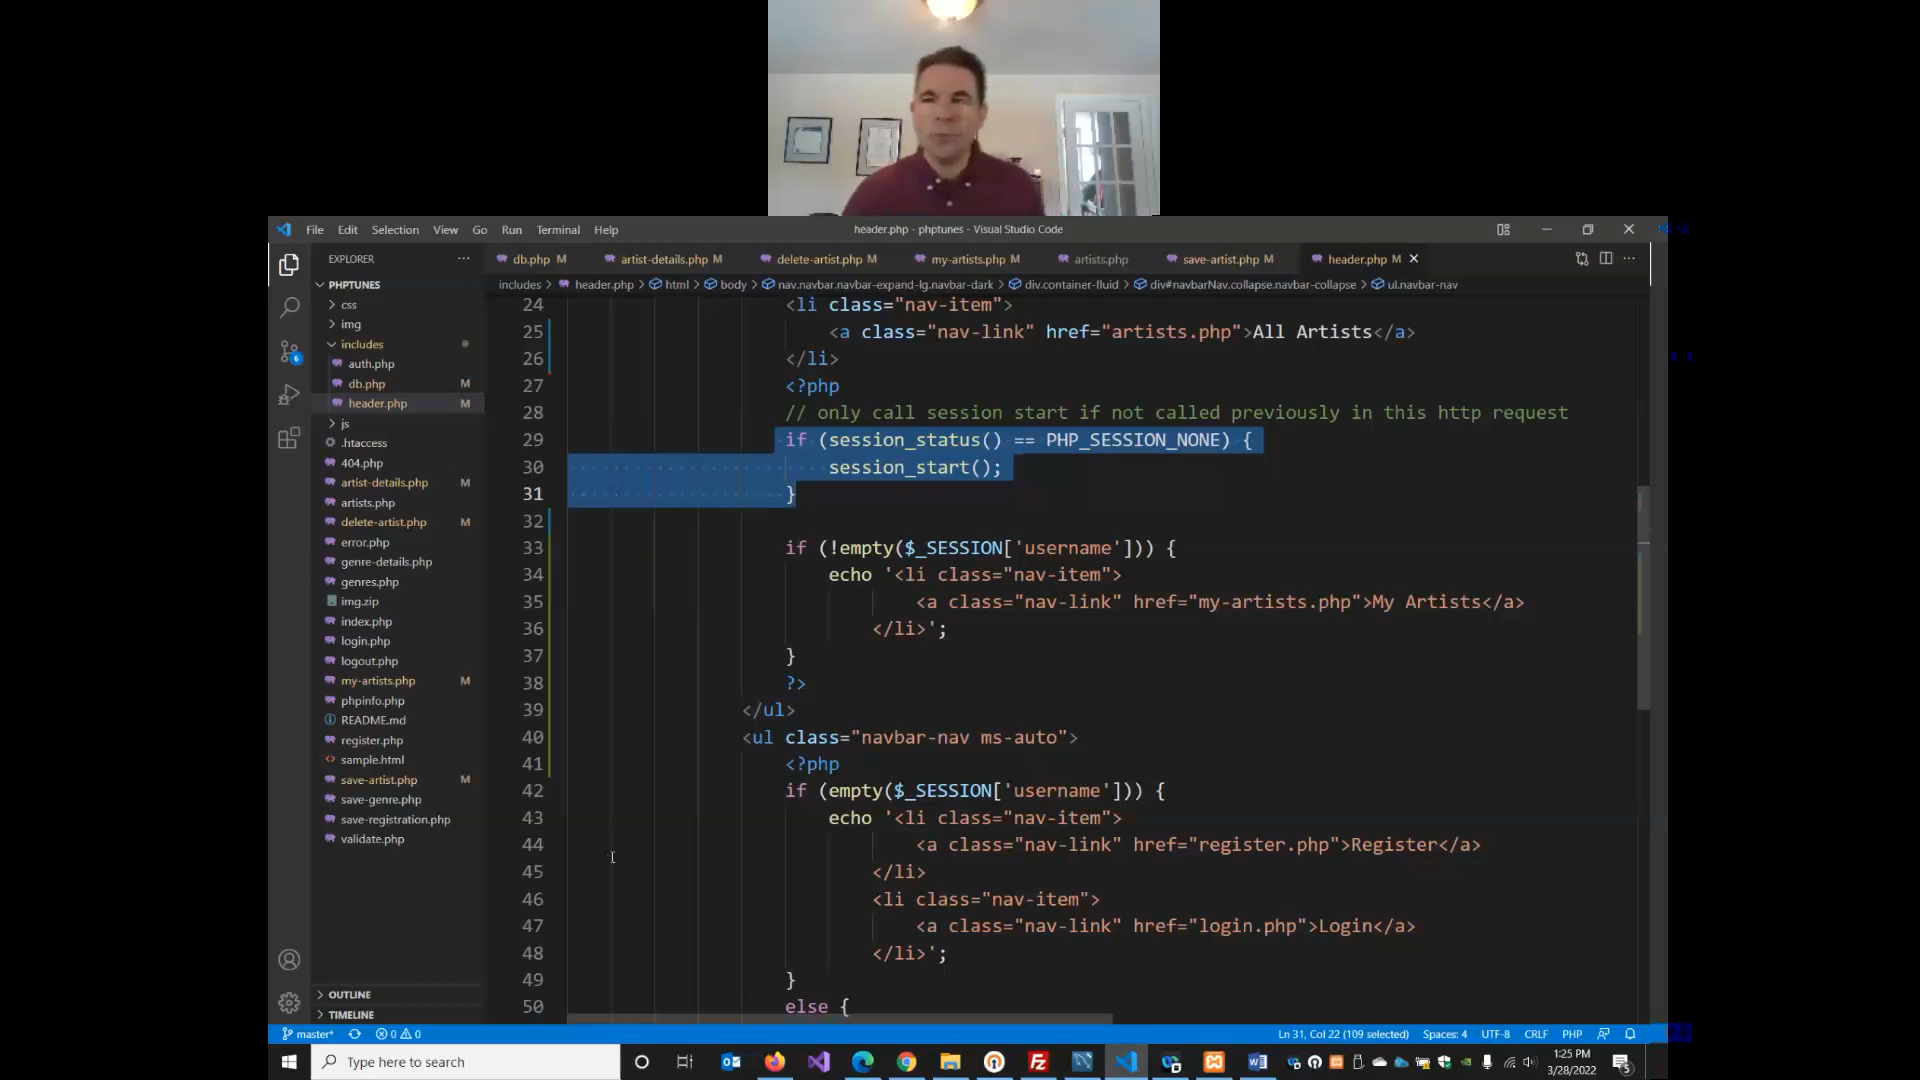 File Edit Selection View Go Run Terminal Help
header.php - phptunes - Visual Studio Code
EXPLORER
db.php M
artist-details.php M
delete-artist.php M
my-artists.php M
artists.php
save-artist.php M
header.php M
includes > header.php > html > body > nav.navbar.navbar-expand-lg.navbar-dark > div.container-fluid > div#navbarNav.collapse.navbar-collapse > ul.navbar-nav
PHPTUNES
css
img
includes
auth.php
db.php M
header.php M
js
.htaccess
404.php
artist-details.php M
artists.php
delete-artist.php M
error.php
genre-details.php
genres.php
img.zip
index.php
login.php
logout.php
my-artists.php M
phpinfo.php
README.md
register.php
sample.html
save-artist.php M
save-genre.php
save-registration.php
validate.php
OUTLINE
TIMELINE
6
24 <li class="nav-item">
25 <a class="nav-link" href="artists.php">All Artists</a>
26 </li>
27 <?php
28 // only call session start if not called previously in this http request
29 if (session_status() == PHP_SESSION_NONE) {
30 session_start();
31 }
32
33 if (!empty($_SESSION['username'])) {
34 echo '<li class="nav-item">
35 <a class="nav-link" href="my-artists.php">My Artists</a>
36 </li>';
37 }
38 ?>
39 </ul>
40 <ul class="navbar-nav ms-auto">
41 <?php
42 if (empty($_SESSION['username'])) {
43 echo '<li class="nav-item">
44 <a class="nav-link" href="register.php">Register</a>
45 </li>
46 <li class="nav-item">
47 <a class="nav-link" href="login.php">Login</a>
48 </li>';
49 }
50 else {
master* 0 0
Ln 31, Col 22 (109 selected) Spaces: 4 UTF-8 CRLF PHP
Type here to search
1:25 PM
3/28/2022
5